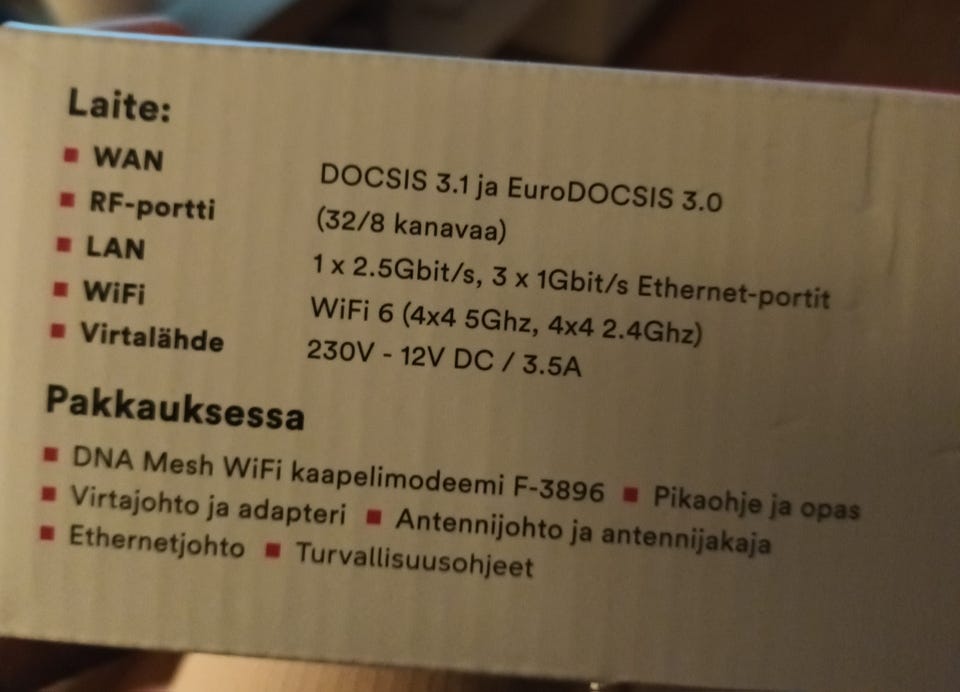 Laite:
▪ WAN DOCSIS 3.1 ja EuroDOCSIS 3.0
▪ RF-portti (32/8 kanavaa)
▪ LAN 1 x 2.5Gbit/s, 3 x 1Gbit/s Ethernet-portit
▪ WiFi WiFi 6 (4x4 5Ghz, 4x4 2.4Ghz)
▪ Virtalähde 230V - 12V DC / 3.5A
Pakkauksessa
▪ DNA Mesh WiFi kaapelimodeemi F-3896 ▪ Pikaohje ja opas
▪ Virtajohto ja adapteri ▪ Antennijohto ja antennijakaja
▪ Ethernetjohto ▪ Turvallisuusohjeet